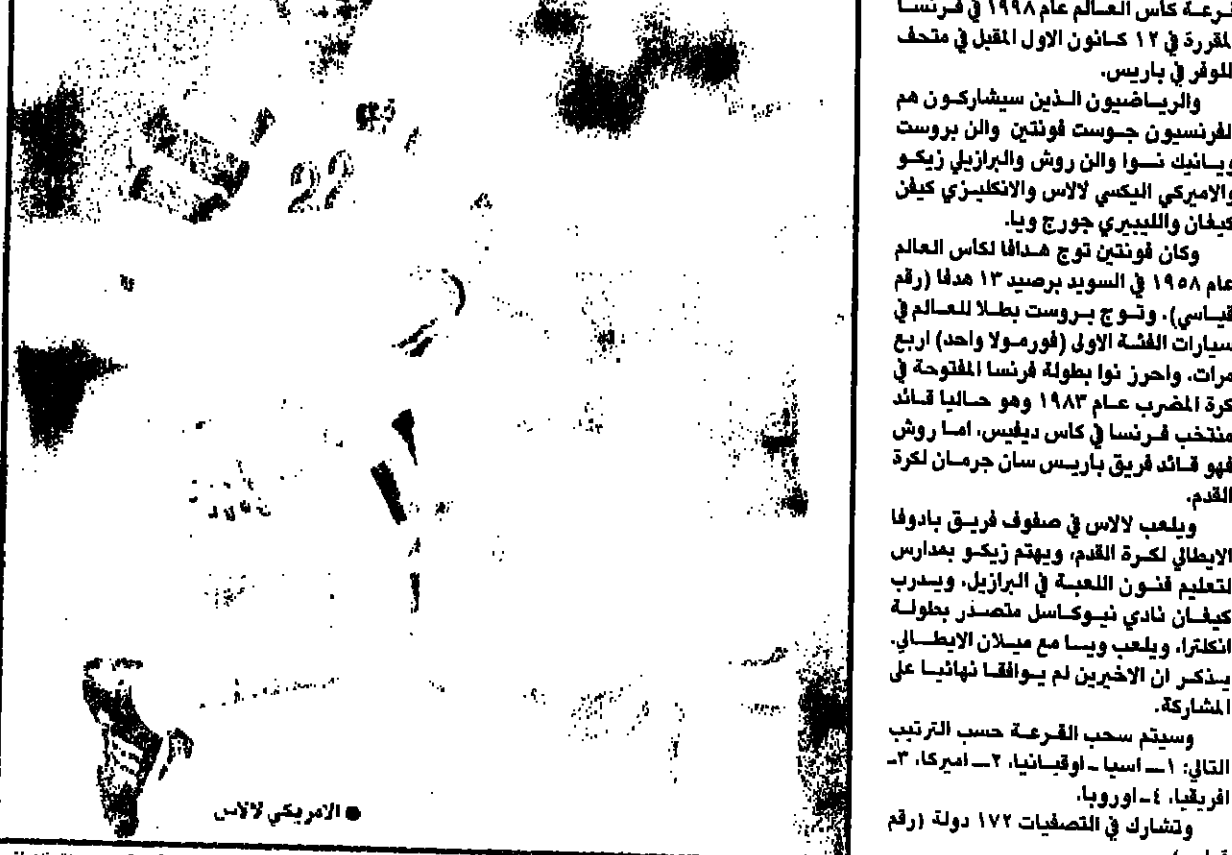 قرعة كأس العالم عام ١٩٩٨ في فرنسا
المقررة في ١٢ كانون الاول المقبل في متحف
اللوفر في باريس.
والرياضيون الذين سيشاركون هم
الفرنسيون جوست فونتين والن بروست
ويانيك نوا والن روش والبرازيلي زيكو
والاميركي اليكسي لالاس والانكليزي كيفن
كيغان والليبيري جورج ويا.
وكان فونتين توج هدافا لكأس العالم
عام ١٩٥٨ في السويد برصيد ١٣ هدفا (رقم
قياسي). وتوج بروست بطلا للعالم في
سيارات الفئة الاولى (فورمولا واحد) اربع
مرات. واحرز نوا بطولة فرنسا المفتوحة في
كرة المضرب عام ١٩٨٣ وهو حاليا قائد
منتخب فرنسا في كاس ديفيس. اما روش
فهو قائد فريق باريس سان جرمان لكرة
القدم.
ويلعب لالاس في صفوف فريق بادوفا
الايطالي لكرة القدم، ويهتم زيكو بمدارس
لتعليم فنون اللعبة في البرازيل. ويدرب
كيغان نادي نيوكاسل متصدر بطولة
انكلترا. ويلعب ويا مع ميلان الايطالي.
يذكر ان الاخيرين لم يوافقا نهائيا على
المشاركة.
وسيتم سحب القرعة حسب الترتيب
التالي: ١ـ اسيا ـ اوقيانيا. ٢ـ اميركا. ٣ـ
افريقيا. ٤ـ اوروبا.
وتشارك في التصفيات ١٧٢ دولة (رقم
22
● الامريكي لالاس